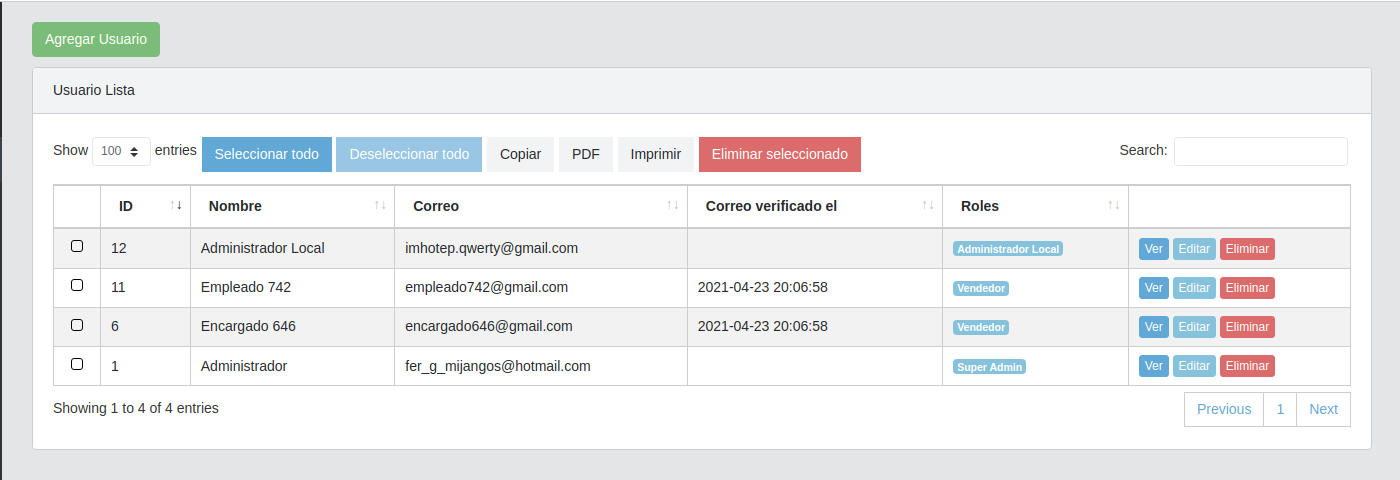 Agregar Usuario
Usuario Lista
Show 100 entries Seleccionar todo Deseleccionar todo Copiar PDF Imprimir Eliminar seleccionado Search:
ID Nombre Correo Correo verificado el Roles
12 Administrador Local imhotep.qwerty@gmail.com Administrador Local Ver Editar Eliminar
11 Empleado 742 empleado742@gmail.com 2021-04-23 20:06:58 Vendedor Ver Editar Eliminar
6 Encargado 646 encargado646@gmail.com 2021-04-23 20:06:58 Vendedor Ver Editar Eliminar
1 Administrador fer_g_mijangos@hotmail.com Super Admin Ver Editar Eliminar
Showing 1 to 4 of 4 entries Previous 1 Next